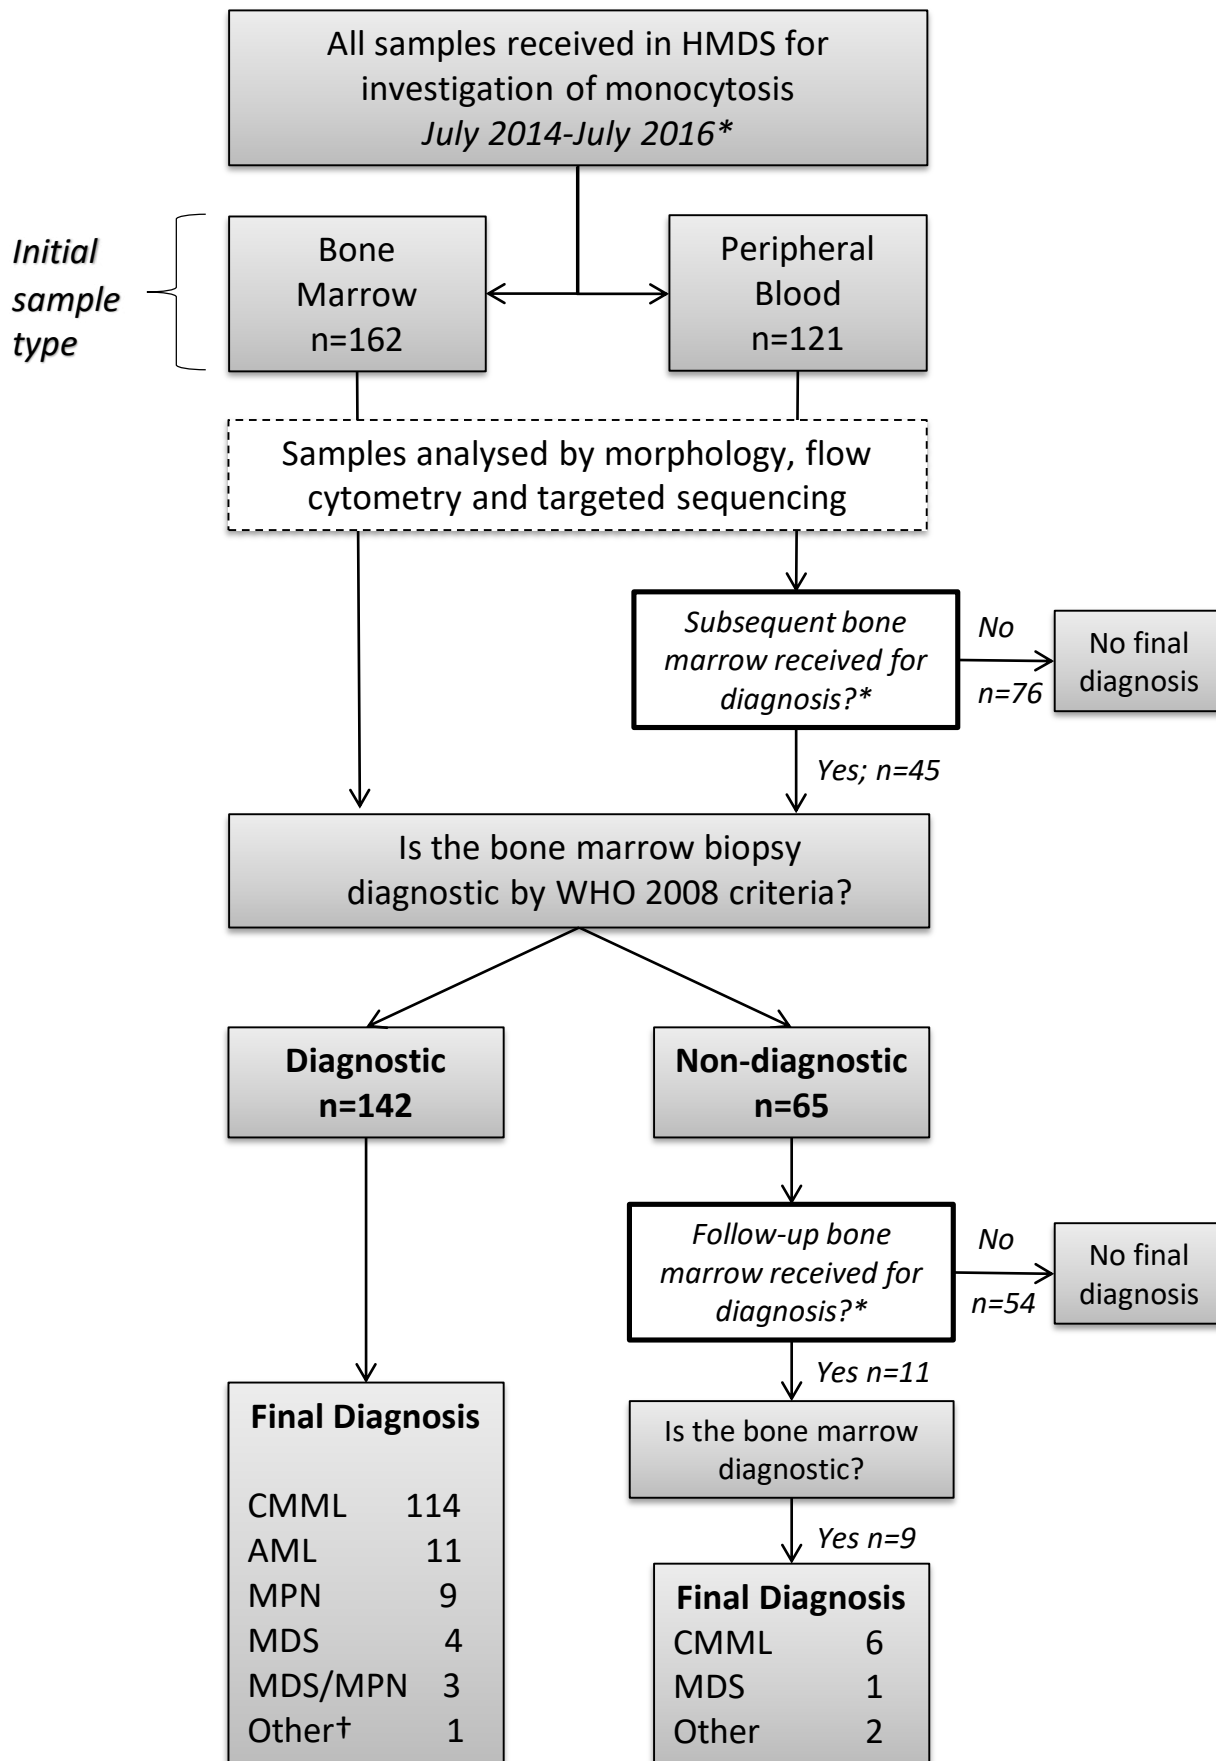 All samples received in HMDS for
investigation of monocytosis
July 2014-July 2016*
Initial
sample
type
Bone
Marrow
n=162
Peripheral
Blood
n=121
Samples analysed by morphology, flow
cytometry and targeted sequencing
Subsequent bone
marrow received for
diagnosis?*
No
n=76
No final
diagnosis
Yes; n=45
Is the bone marrow biopsy
diagnostic by WHO 2008 criteria?
Diagnostic
n=142
Non-diagnostic
n=65
Follow-up bone
marrow received for
diagnosis?*
No
n=54
No final
diagnosis
Yes n=11
Is the bone marrow
diagnostic?
Yes n=9
Final Diagnosis
CMML 114
AML 11
MPN 9
MDS 4
MDS/MPN 3
Other† 1
Final Diagnosis
CMML 6
MDS 1
Other 2